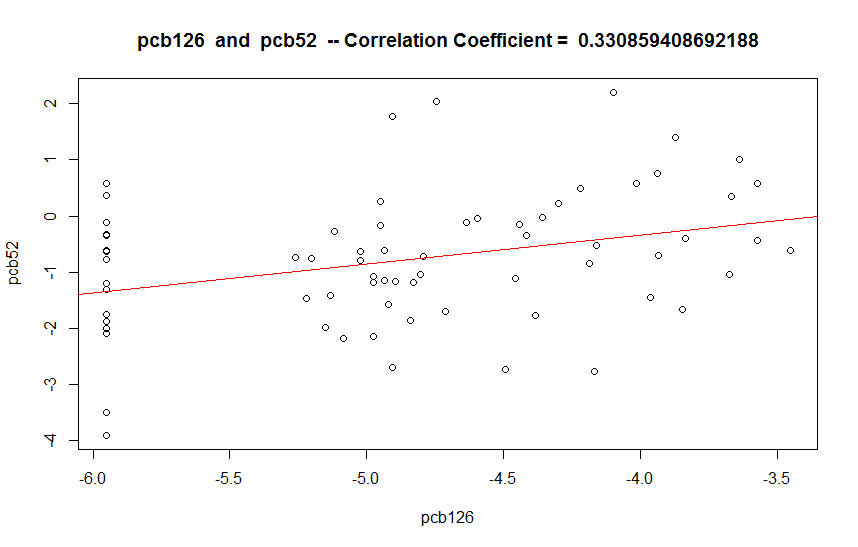 pcb126 and pcb52 -- Correlation Coefficient = 0.330859408692188
2
1
0
-1
-2
-3
-4
pcb52
-6.0 -5.5 -5.0 -4.5 -4.0 -3.5
pcb126